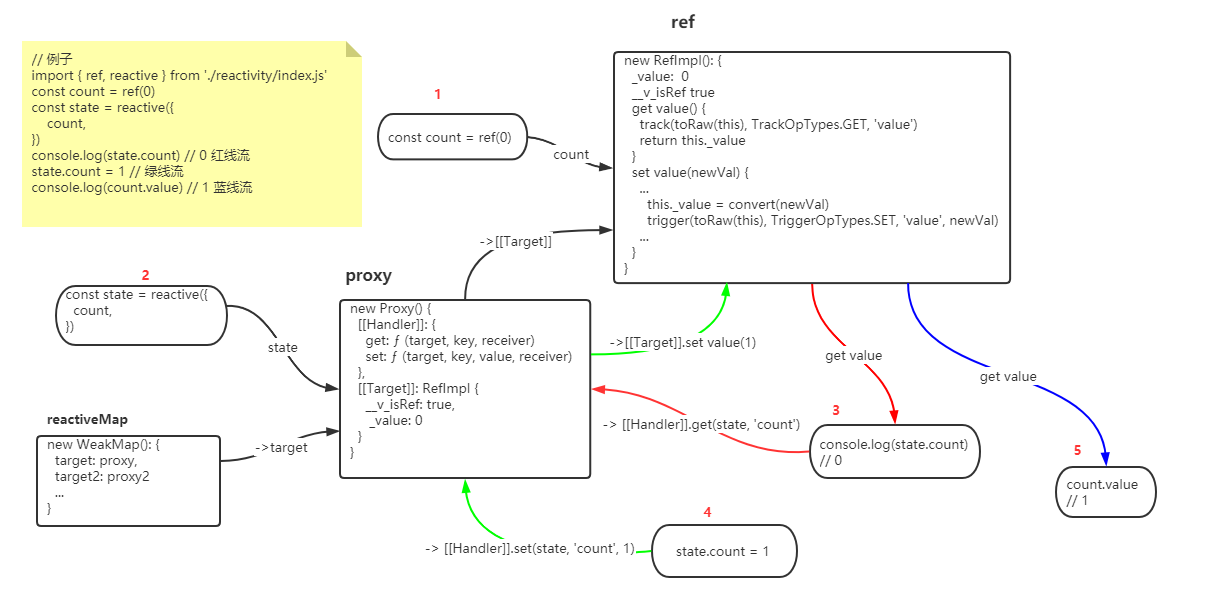 ref
// 例子
import { ref, reactive } from './reactivity/index.js'
const count = ref(0)
const state = reactive({
count,
})
console.log(state.count) // 0 红线流
state.count = 1 // 绿线流
console.log(count.value) // 1 蓝线流
1
const count = ref(0)
count
new RefImpl(): {
_value: 0
__v_isRef true
get value() {
track(toRaw(this), TrackOpTypes.GET, 'value')
return this._value
}
set value(newVal) {
...
this._value = convert(newVal)
trigger(toRaw(this), TriggerOpTypes.SET, 'value', newVal)
...
}
}
->[[Target]]
2
const state = reactive({
count,
})
state
proxy
new Proxy() {
[[Handler]]: {
get: ƒ (target, key, receiver)
set: ƒ (target, key, value, receiver)
},
[[Target]]: RefImpl {
__v_isRef: true,
_value: 0
}
}
->[[Target]].set value(1)
get value
get value
reactiveMap
new WeakMap(): {
target: proxy,
target2: proxy2
...
}
->target
-> [[Handler]].get(state, 'count')
3
console.log(state.count)
// 0
5
count.value
// 1
4
-> [[Handler]].set(state, 'count', 1)
state.count = 1